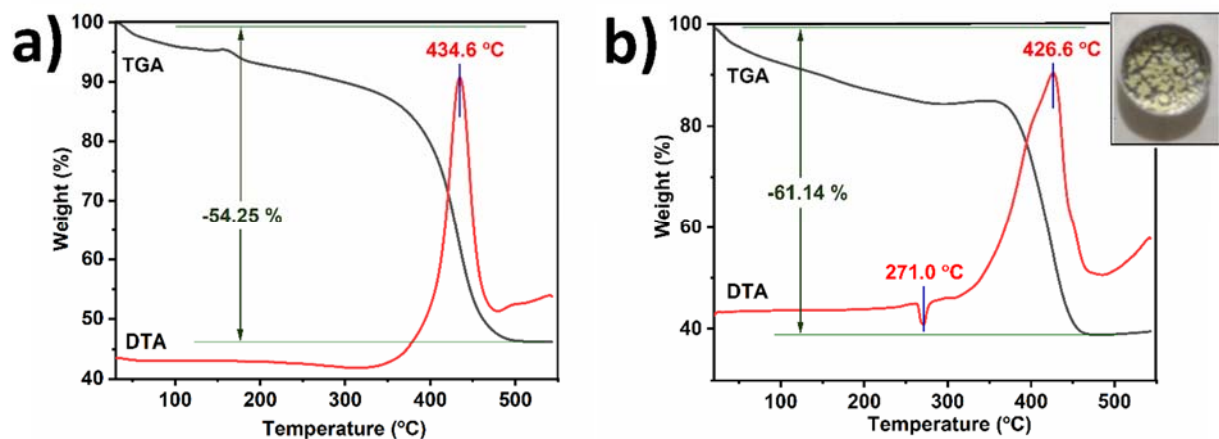 a)
100
90
80
70
60
50
40
Weight (%)
TGA
DTA
434.6 °C
-54.25 %
100
200
300
400
500
Temperature (°C)
b)
100
80
60
40
Weight (%)
TGA
DTA
426.6 °C
-61.14 %
271.0 °C
100
200
300
400
500
Temperature (°C)